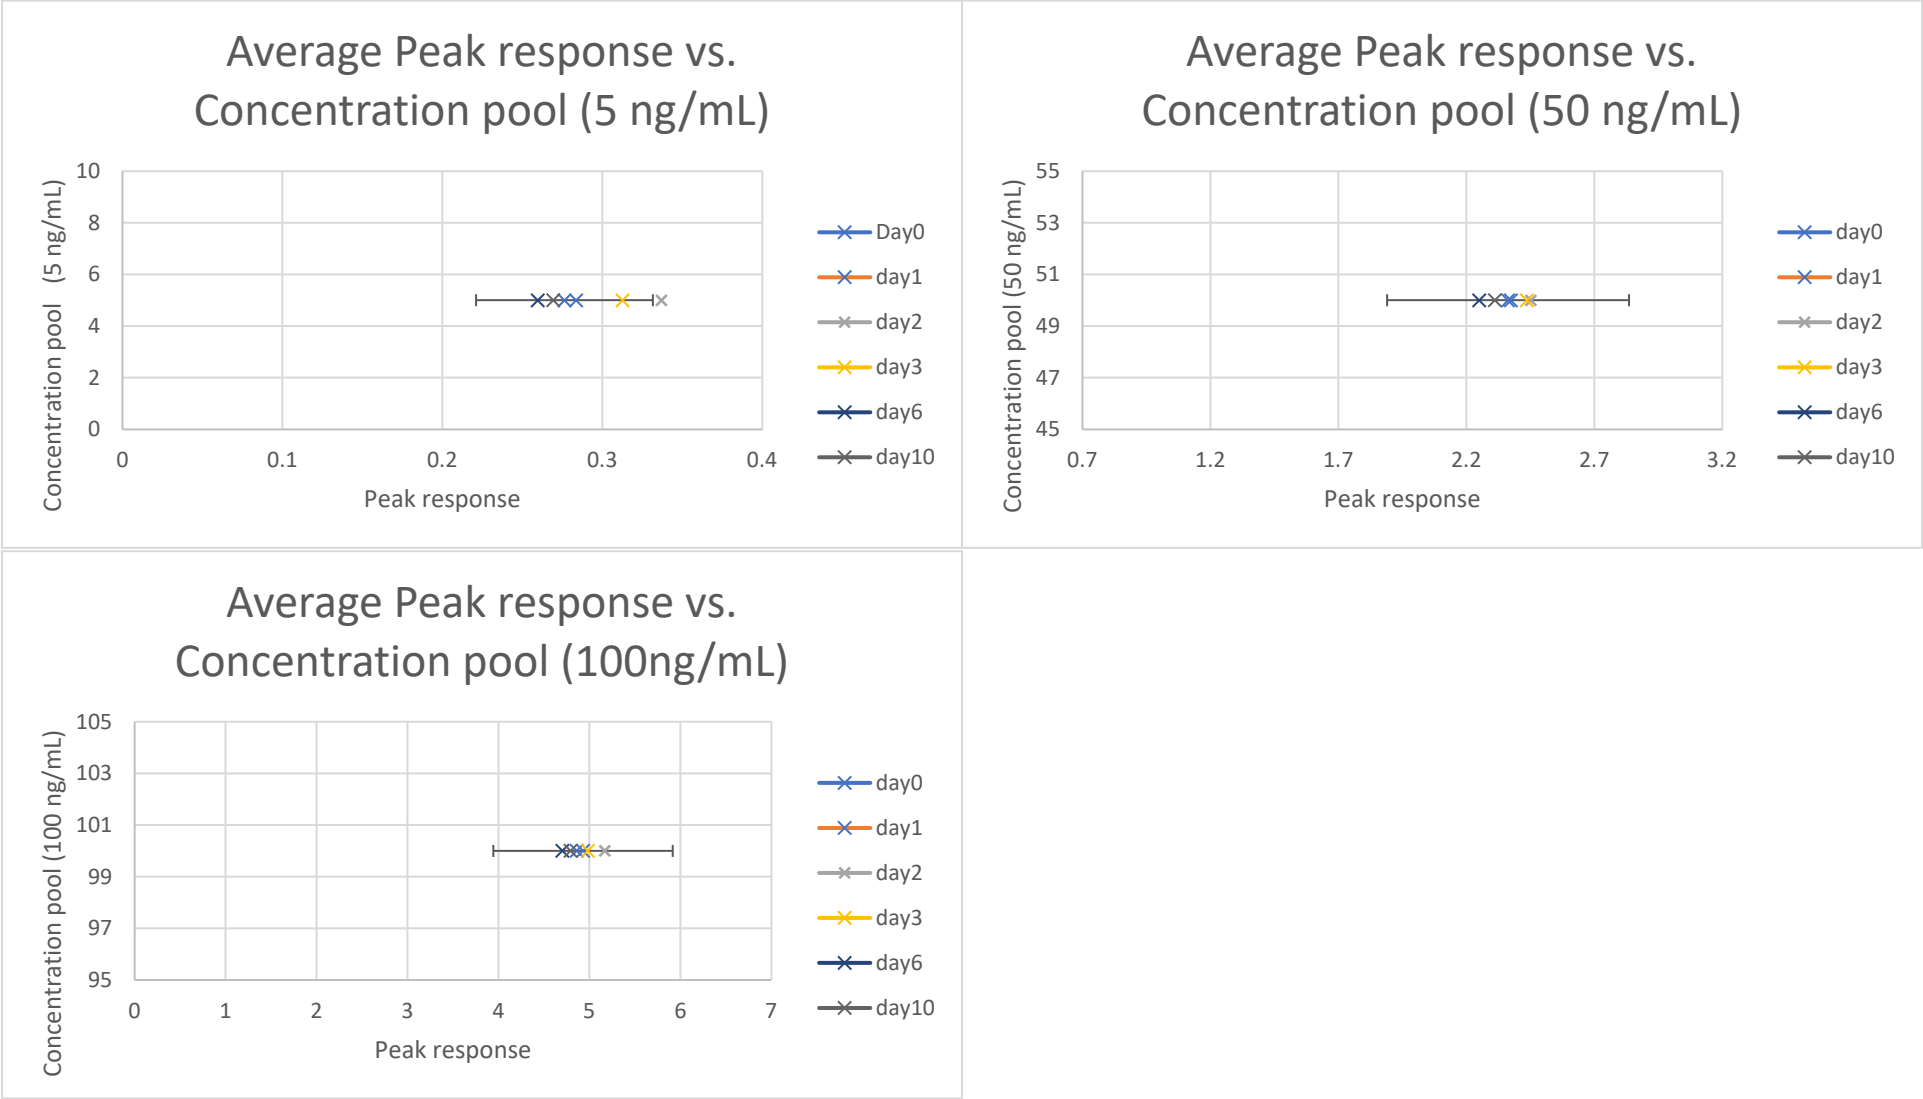 Average Peak response vs.
Concentration pool (5 ng/mL)
Concentration pool (5 ng/mL)
10
8
6
4
2
0
0 0.1 0.2 0.3 0.4
Peak response
Day0
day1
day2
day3
day6
day10
Average Peak response vs.
Concentration pool (50 ng/mL)
Concentration pool (50 ng/mL)
55
53
51
49
47
45
0.7 1.2 1.7 2.2 2.7 3.2
Peak response
day0
day1
day2
day3
day6
day10
Average Peak response vs.
Concentration pool (100ng/mL)
Concentration pool (100 ng/mL)
105
103
101
99
97
95
0 1 2 3 4 5 6 7
Peak response
day0
day1
day2
day3
day6
day10